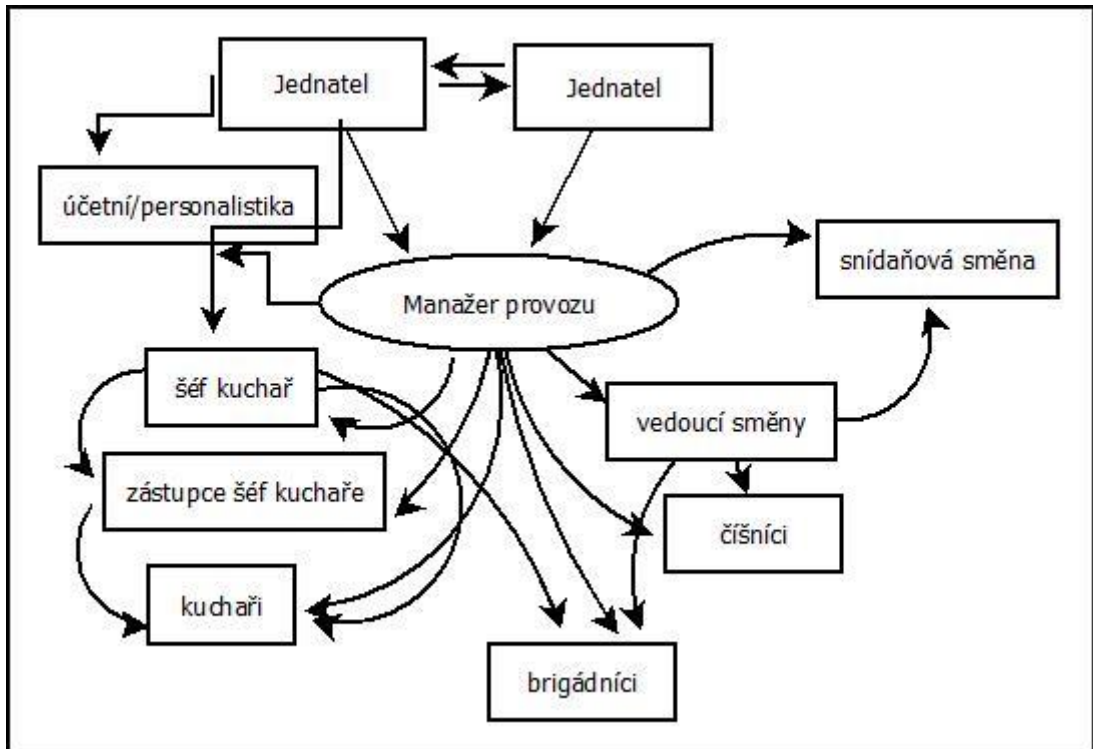 Jednatel
Jednatel
účetní/personalistika
snídaňová směna
Manažer provozu
šéf kuchař
vedoucí směny
zástupce šéf kuchaře
číšníci
kuchaři
brigádníci